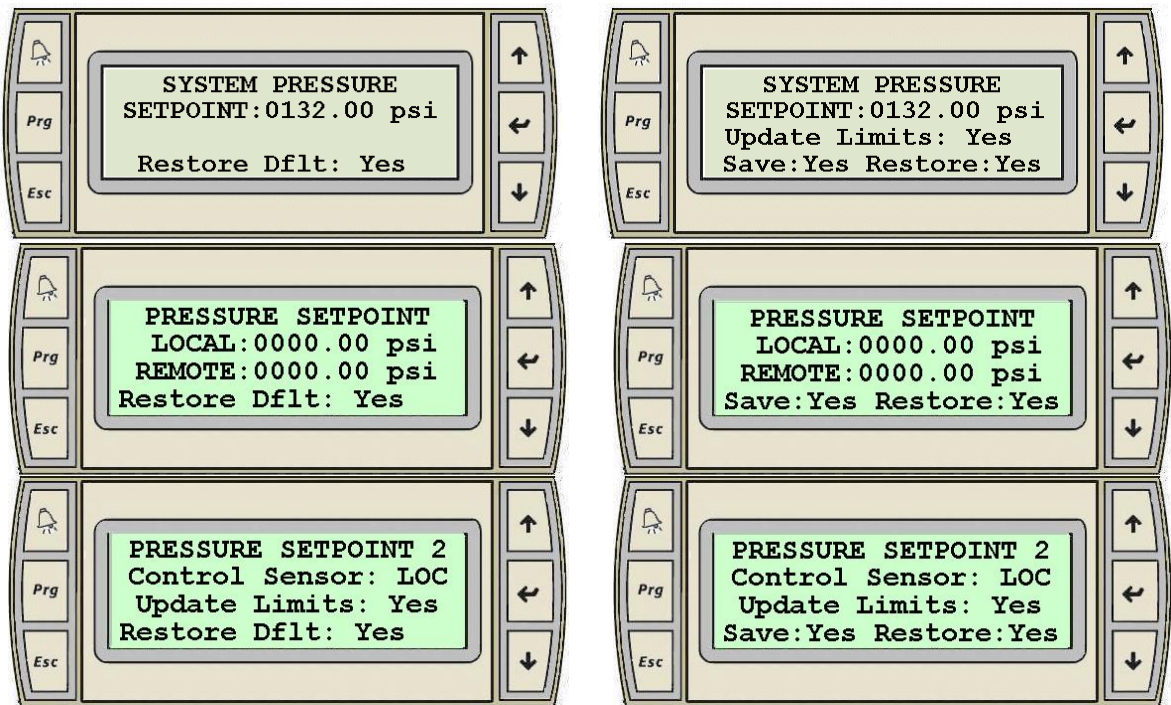 SYSTEM PRESSURE
SETPOINT:0132.00 psi
Restore Dflt: Yes
Prg
Esc
SYSTEM PRESSURE
SETPOINT:0132.00 psi
Update Limits: Yes
Save:Yes Restore:Yes
Prg
Esc
PRESSURE SETPOINT
LOCAL:0000.00 psi
REMOTE:0000.00 psi
Restore Dflt: Yes
Prg
Esc
PRESSURE SETPOINT
LOCAL:0000.00 psi
REMOTE:0000.00 psi
Save:Yes Restore:Yes
Prg
Esc
PRESSURE SETPOINT 2
Control Sensor: LOC
Update Limits: Yes
Restore Dflt: Yes
Prg
Esc
PRESSURE SETPOINT 2
Control Sensor: LOC
Update Limits: Yes
Save:Yes Restore:Yes
Prg
Esc